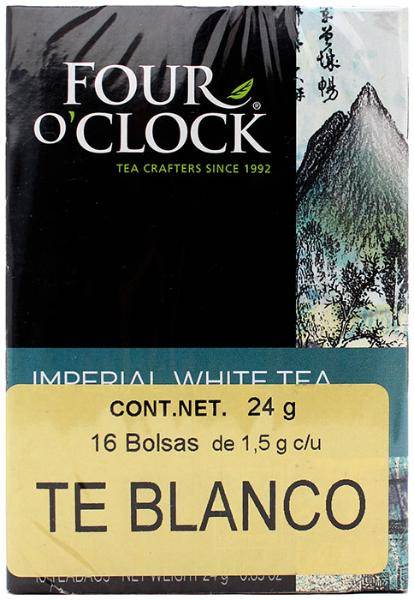 FOUR
O'CLOCK®
TEA CRAFTERS SINCE 1992
IMPERIAL WHITE TEA
CONT.NET. 24 g
16 Bolsas de 1,5 g c/u
TE BLANCO